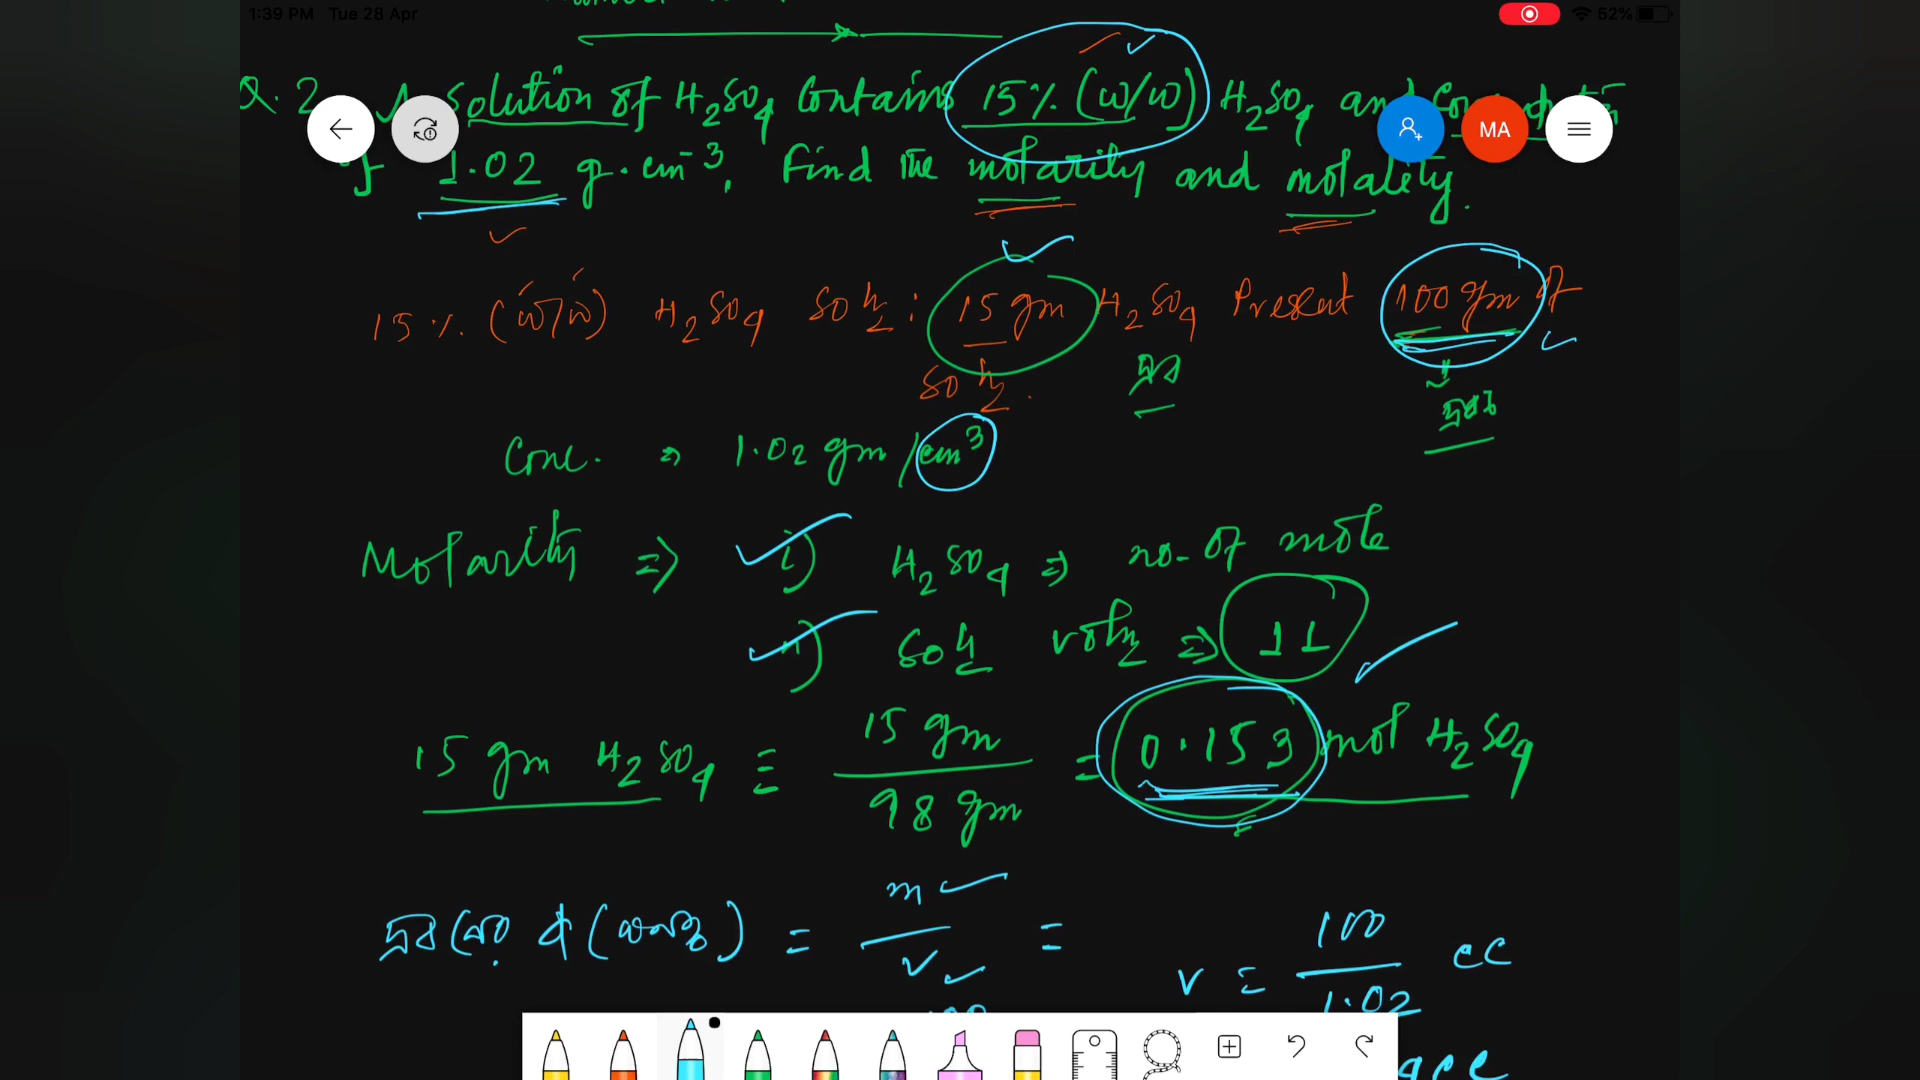 1:39 PM Tue 28 Apr 52%
Q. 2 A solution of H2SO4 contains 15% (w/w) H2SO4 and
of 1.02 g.cm-3, Find the molarity and molality.
MA
15% (w/w) H2SO4 Soln: 15 gm H2SO4 Present 100 gm of
Soln.
Conc. ⇒ 1.02 gm/cm3
Molarity ⇒ i) H2SO4 ⇒ no. of mole
ii) Soln voln ⇒ 1L
15 gm H2SO4 ≡ 15 gm / 98 gm = 0.153 mol H2SO4
= m / v =
v = 100 / 1.02 cc